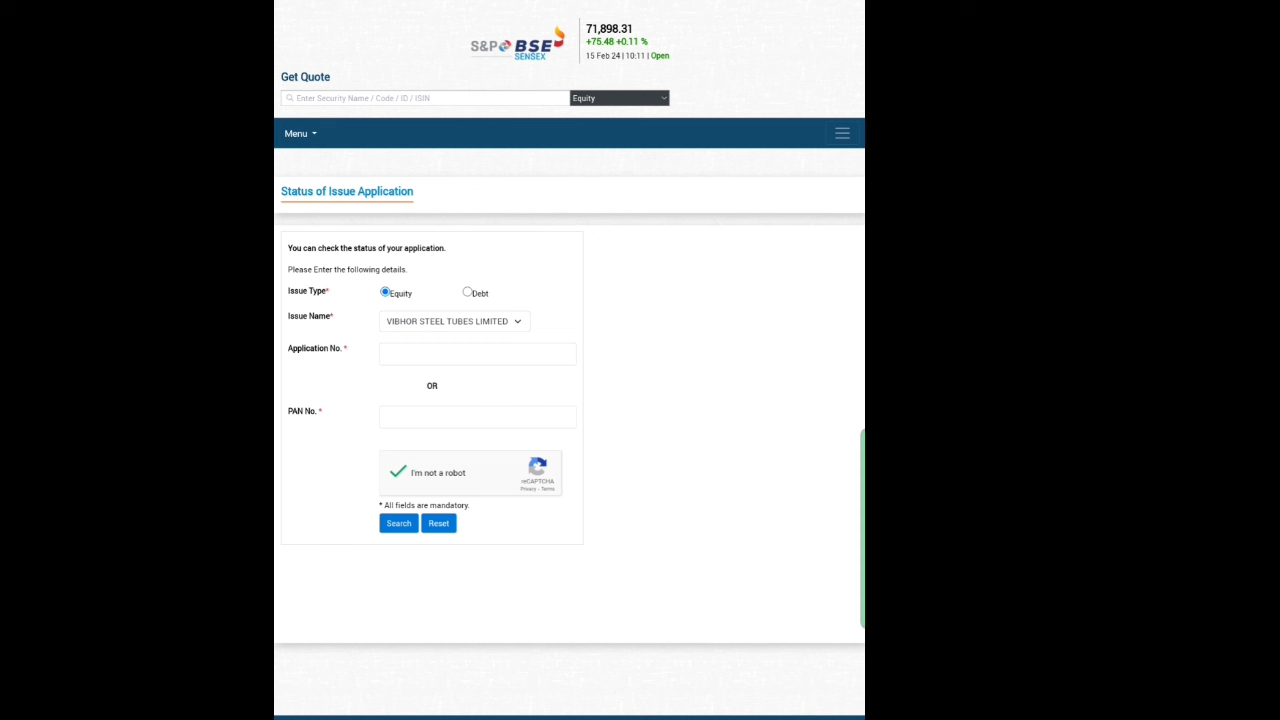 S&P BSE
SENSEX
71,898.31
+75.48 +0.11 %
15 Feb 24 | 10:11 | Open
Get Quote
Enter Security Name / Code / ID / ISIN
Equity
Menu
Status of Issue Application
You can check the status of your application.
Please Enter the following details.
Issue Type* Equity Debt
Issue Name* VIBHOR STEEL TUBES LIMITED
Application No. *
OR
PAN No. *
I'm not a robot
reCAPTCHA
Privacy - Terms
* All fields are mandatory.
Search Reset